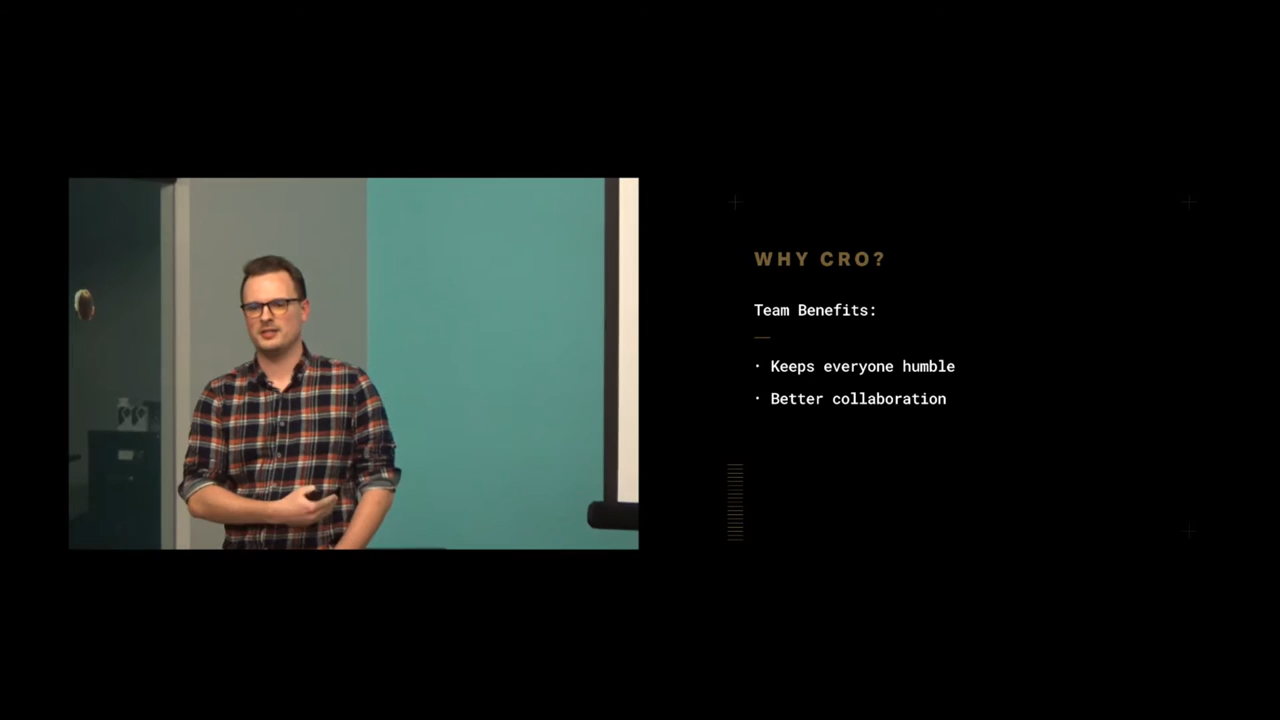 WHY CRO?
Team Benefits:
· Keeps everyone humble
· Better collaboration